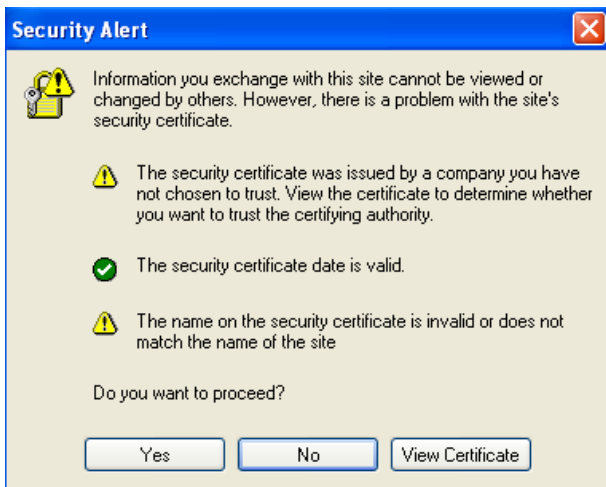 Security Alert
Information you exchange with this site cannot be viewed or
changed by others. However, there is a problem with the site's
security certificate.
The security certificate was issued by a company you have
not chosen to trust. View the certificate to determine whether
you want to trust the certifying authority.
The security certificate date is valid.
The name on the security certificate is invalid or does not
match the name of the site
Do you want to proceed?
Yes No View Certificate